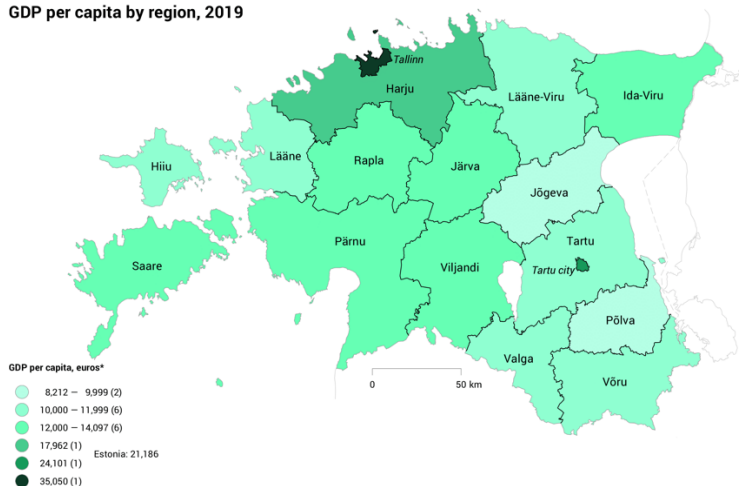 GDP per capita by region, 2019
Tallinn
Harju
Lääne-Viru
Ida-Viru
Hiiu
Lääne
Rapla
Järva
Jõgeva
Saare
Pärnu
Viljandi
Tartu
Tartu city
Põlva
Valga
Võru
GDP per capita, euros*
8,212 — 9,999 (2)
10,000 — 11,999 (6)
12,000 — 14,097 (6)
17,962 (1)
24,101 (1)
35,050 (1)
Estonia: 21,186
0 50 km